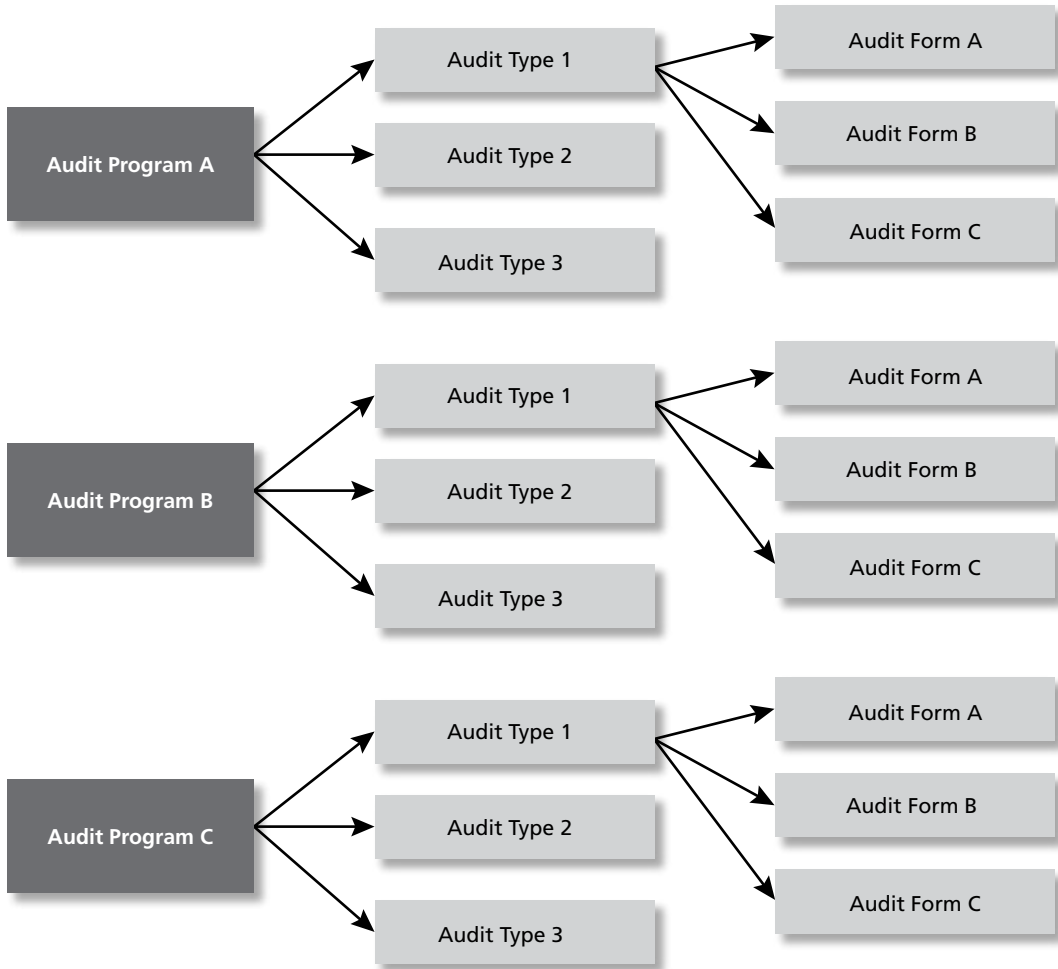 Audit Program A
Audit Type 1
Audit Type 2
Audit Type 3
Audit Form A
Audit Form B
Audit Form C
Audit Program B
Audit Type 1
Audit Type 2
Audit Type 3
Audit Form A
Audit Form B
Audit Form C
Audit Program C
Audit Type 1
Audit Type 2
Audit Type 3
Audit Form A
Audit Form B
Audit Form C